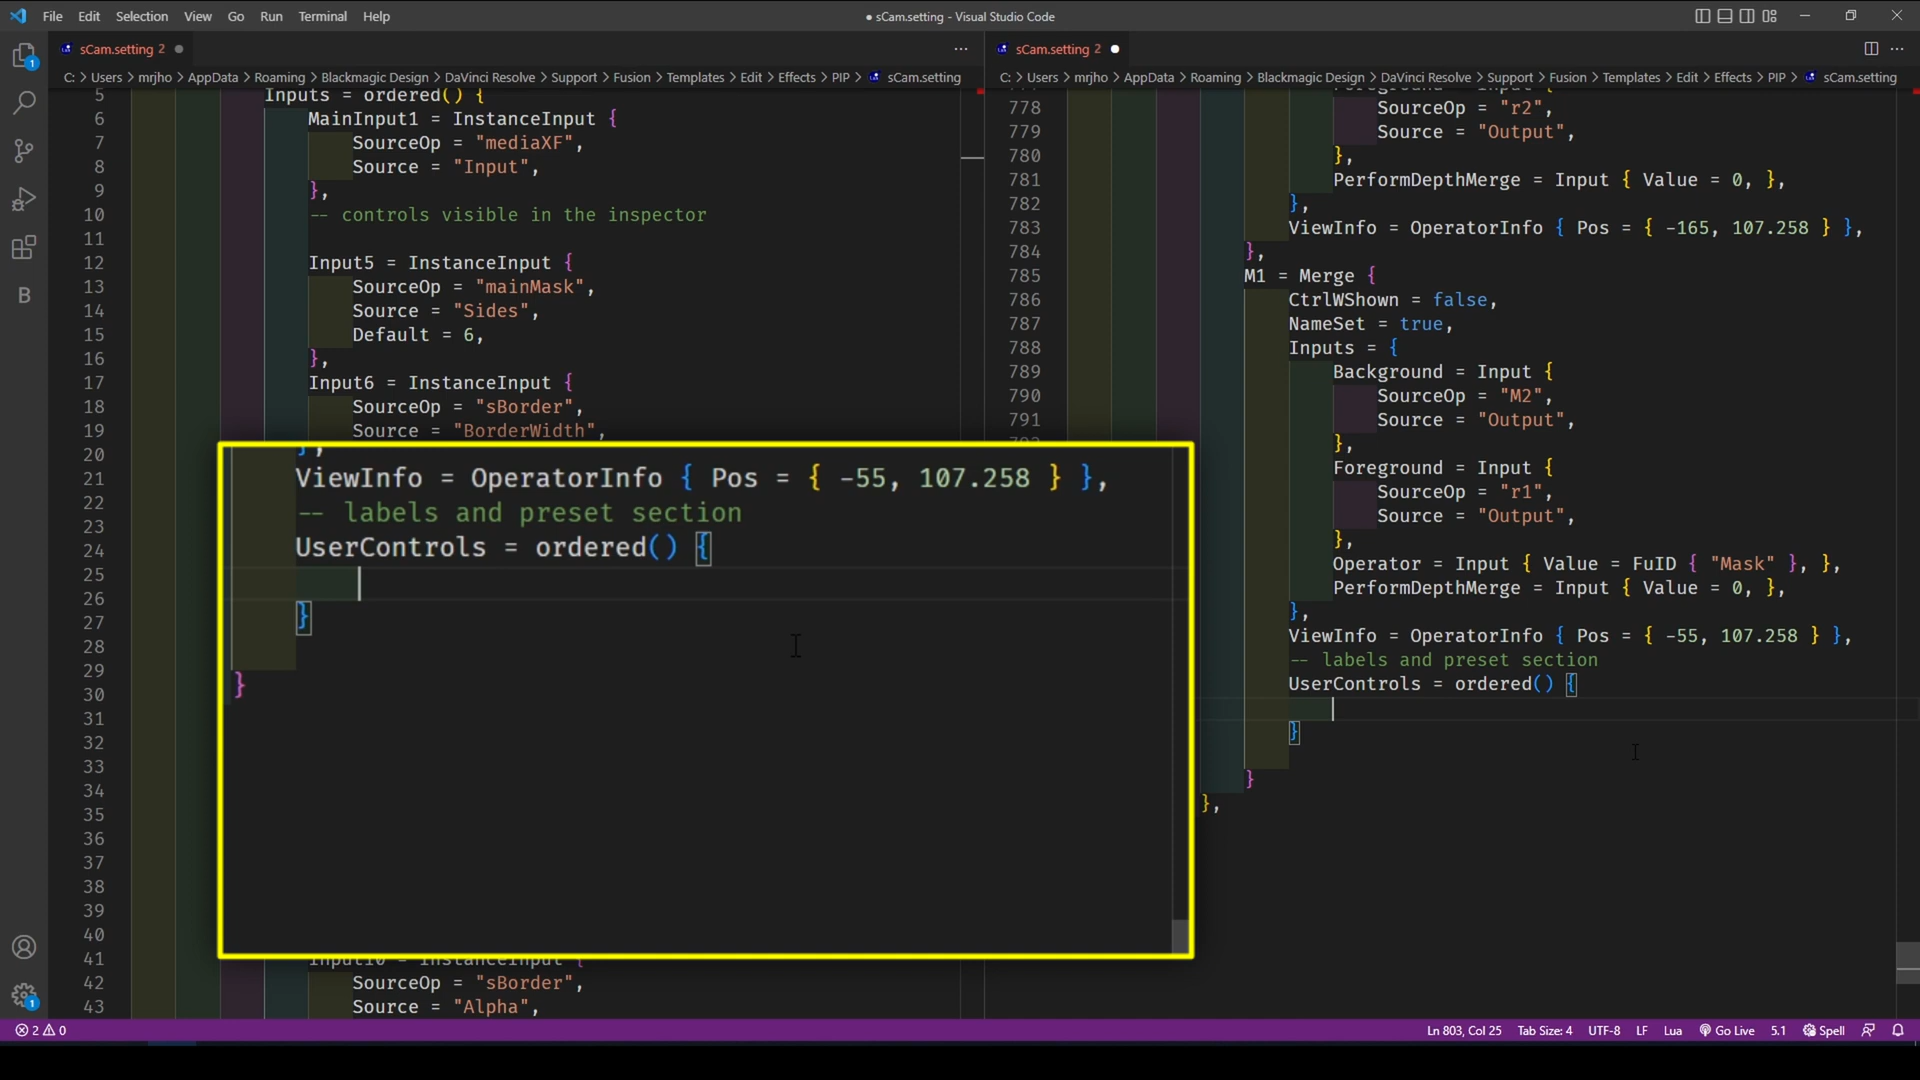 File Edit Selection View Go Run Terminal Help
● sCam.setting - Visual Studio Code
sCam.setting 2
C: > Users > mrjho > AppData > Roaming > Blackmagic Design > DaVinci Resolve > Support > Fusion > Templates > Edit > Effects > PIP > sCam.setting
5 Inputs = ordered() {
6 MainInput1 = InstanceInput {
7 SourceOp = "mediaXF",
8 Source = "Input",
9 },
10 -- controls visible in the inspector
11
12 Input5 = InstanceInput {
13 SourceOp = "mainMask",
14 Source = "Sides",
15 Default = 6,
16 },
17 Input6 = InstanceInput {
18 SourceOp = "sBorder",
19 Source = "BorderWidth",
20
21
22
23
24
25
26
27
28
29
30
31
32
33
34
35
36
37
38
39
40
41 Input10 = InstanceInput {
42 SourceOp = "sBorder",
43 Source = "Alpha",
},
ViewInfo = OperatorInfo { Pos = { -55, 107.258 } },
-- labels and preset section
UserControls = ordered() {
}
}
sCam.setting 2
C: > Users > mrjho > AppData > Roaming > Blackmagic Design > DaVinci Resolve > Support > Fusion > Templates > Edit > Effects > PIP > sCam.setting
778 SourceOp = "r2",
779 Source = "Output",
780 },
781 PerformDepthMerge = Input { Value = 0, },
782 },
783 ViewInfo = OperatorInfo { Pos = { -165, 107.258 } },
784 },
785 M1 = Merge {
786 CtrlWShown = false,
787 NameSet = true,
788 Inputs = {
789 Background = Input {
790 SourceOp = "M2",
791 Source = "Output",
},
Foreground = Input {
SourceOp = "r1",
Source = "Output",
},
Operator = Input { Value = FuID { "Mask" }, },
PerformDepthMerge = Input { Value = 0, },
},
ViewInfo = OperatorInfo { Pos = { -55, 107.258 } },
-- labels and preset section
UserControls = ordered() {
}
}
},
B
1
1
2 0
Ln 803, Col 25 Tab Size: 4 UTF-8 LF Lua Go Live 5.1 Spell